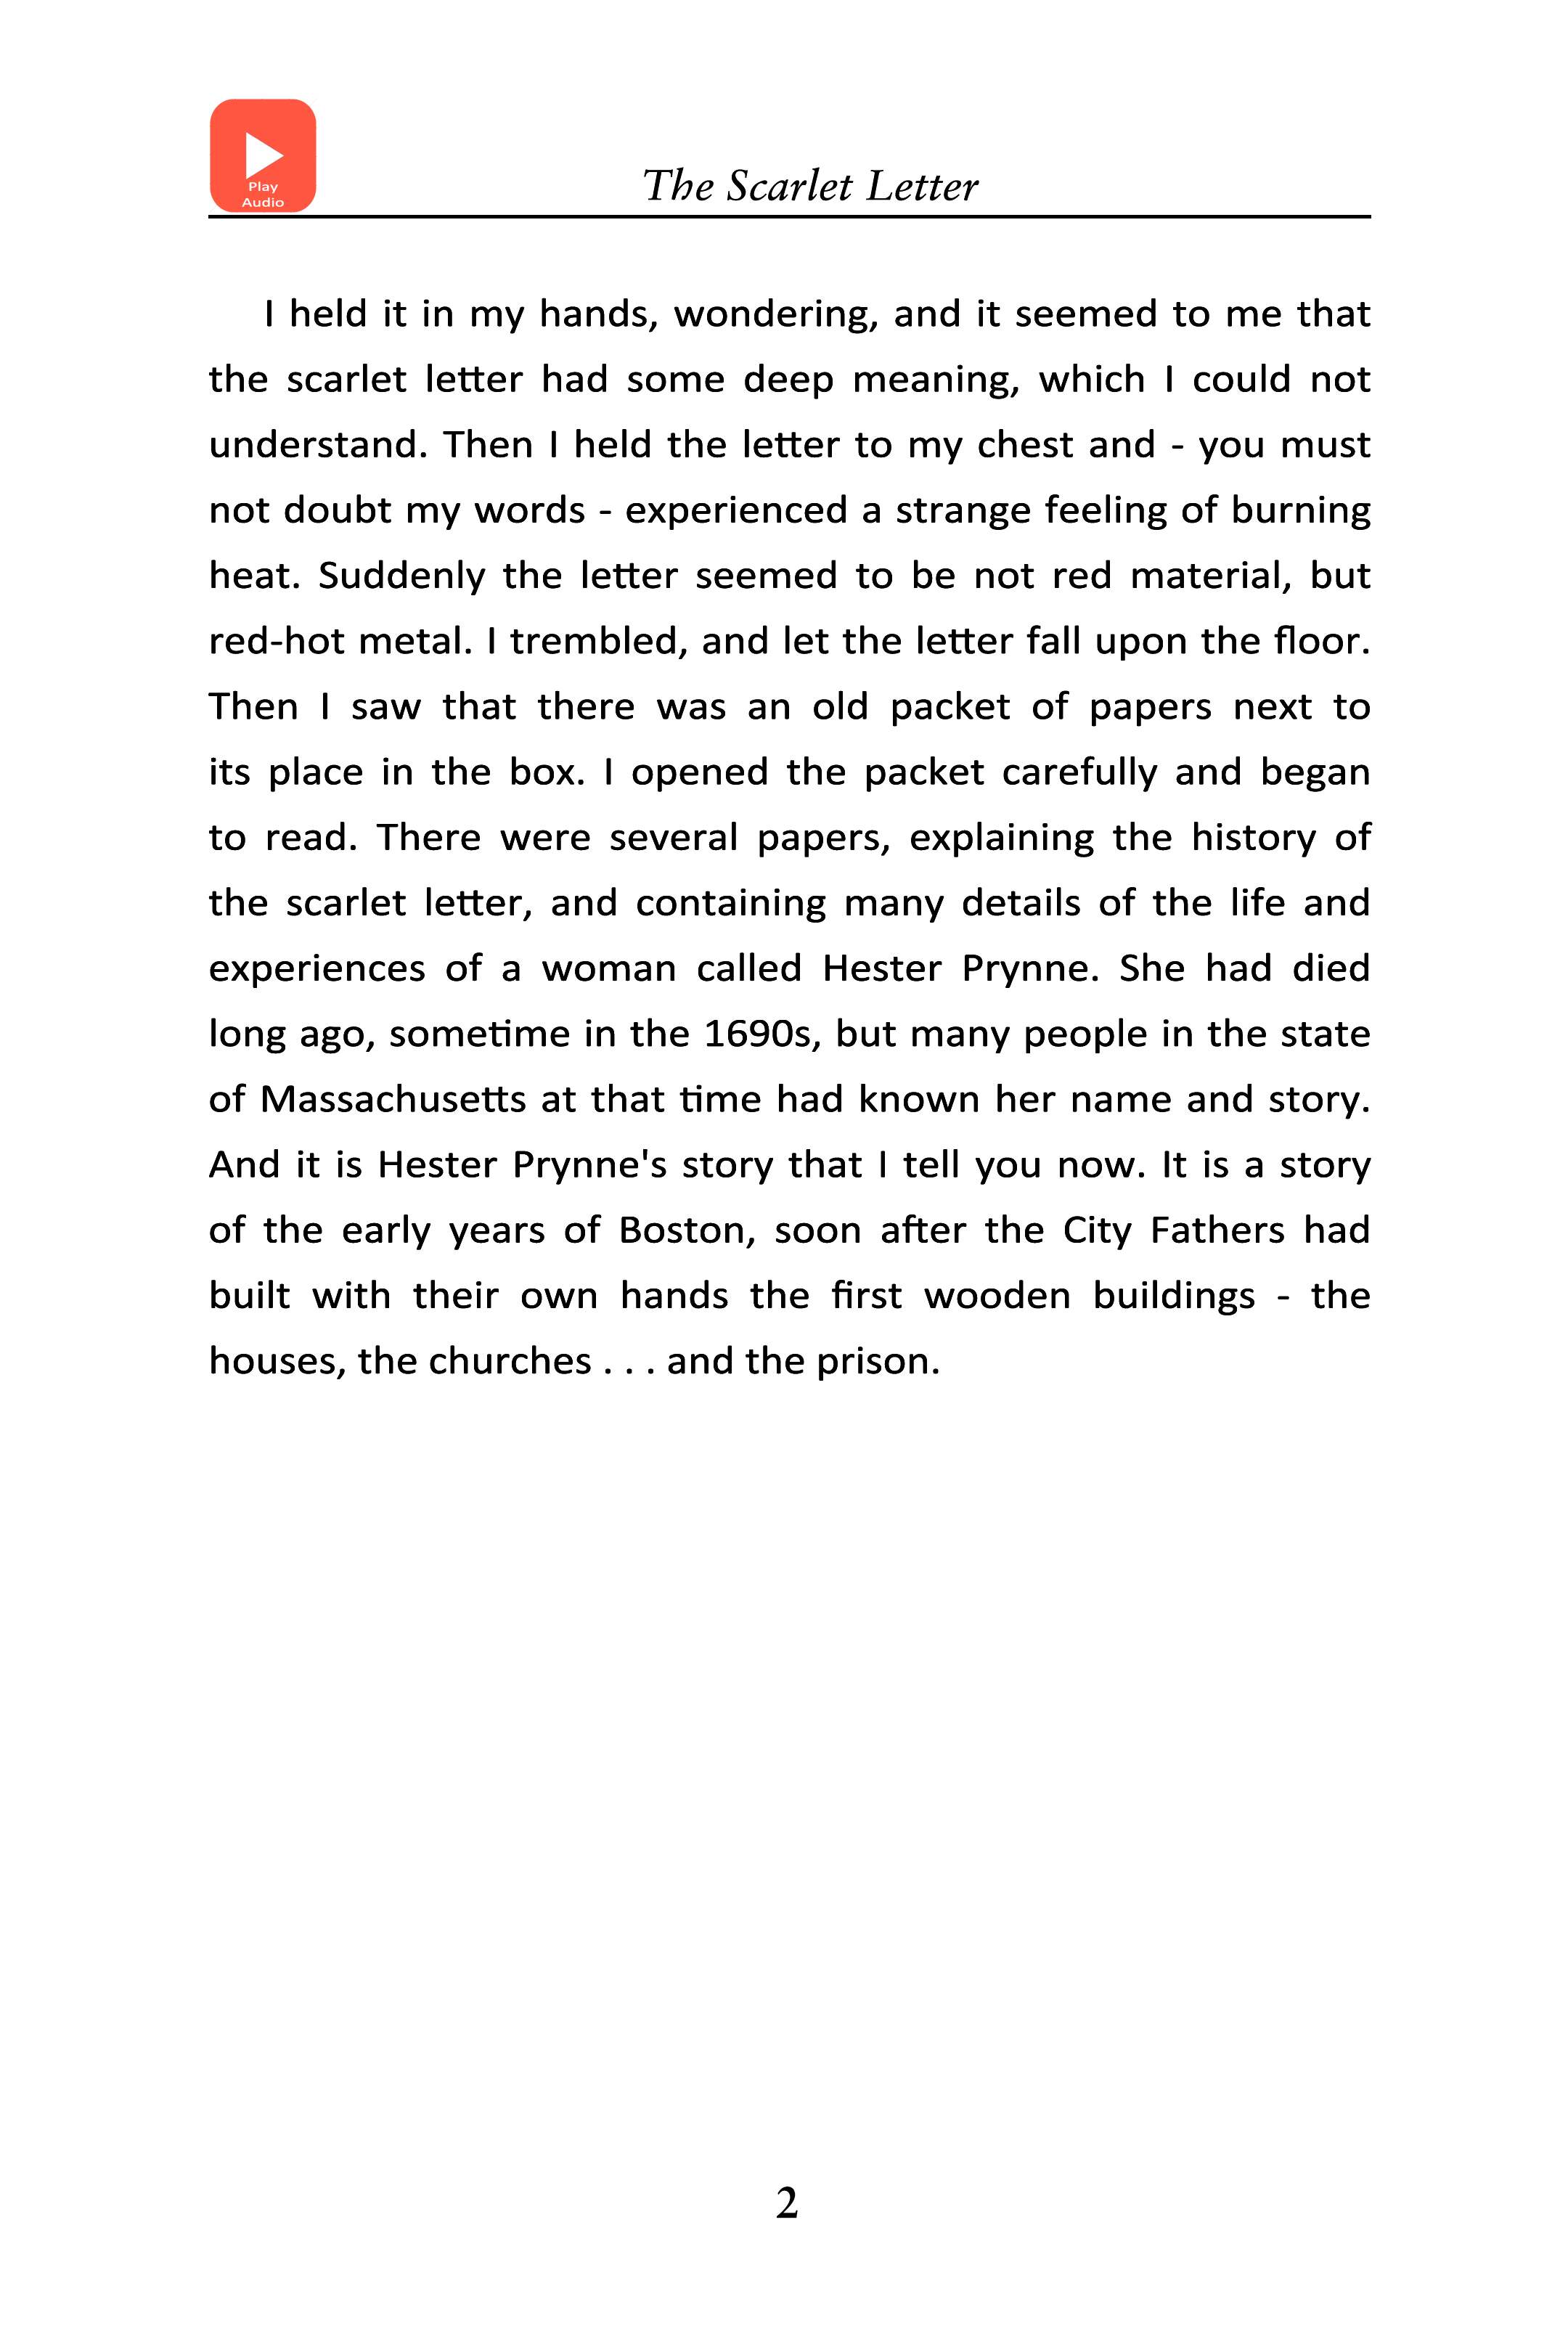 Play
Audio
The Scarlet Letter
I held it in my hands, wondering, and it seemed to me that
the scarlet letter had some deep meaning, which I could not
understand. Then I held the letter to my chest and - you must
not doubt my words - experienced a strange feeling of burning
heat. Suddenly the letter seemed to be not red material, but
red-hot metal. I trembled, and let the letter fall upon the floor.
Then I saw that there was an old packet of papers next to
its place in the box. I opened the packet carefully and began
to read. There were several papers, explaining the history of
the scarlet letter, and containing many details of the life and
experiences of a woman called Hester Prynne. She had died
long ago, sometime in the 1690s, but many people in the state
of Massachusetts at that time had known her name and story.
And it is Hester Prynne's story that I tell you now. It is a story
of the early years of Boston, soon after the City Fathers had
built with their own hands the first wooden buildings - the
houses, the churches . . . and the prison.
2